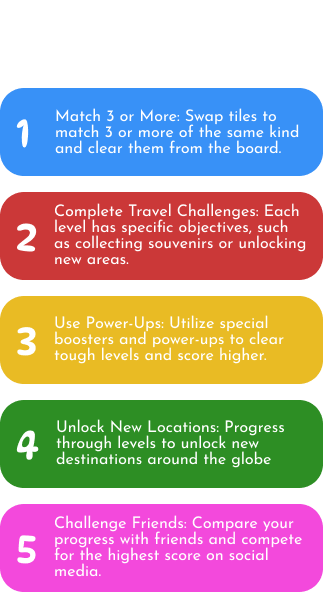 1
Match 3 or More: Swap tiles to
match 3 or more of the same kind
and clear them from the board.
2
Complete Travel Challenges: Each
level has specific objectives, such
as collecting souvenirs or unlocking
new areas.
3
Use Power-Ups: Utilize special
boosters and power-ups to clear
tough levels and score higher.
4
Unlock New Locations: Progress
through levels to unlock new
destinations around the globe
5
Challenge Friends: Compare your
progress with friends and compete
for the highest score on social
media.